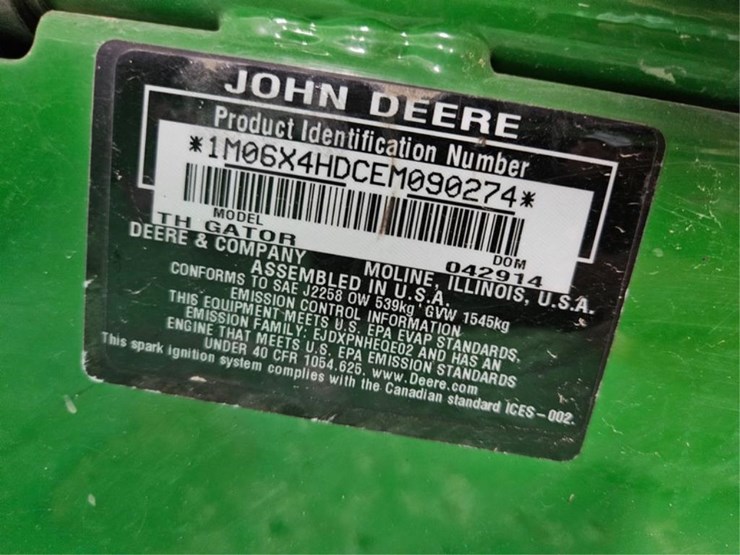 JOHN DEERE
Product Identification Number
*1M06X4HDCEM090274*
MODEL DOM
TH GATOR 042914
DEERE & COMPANY MOLINE, ILLINOIS, U.S.A.
ASSEMBLED IN U.S.A.
CONFORMS TO SAE J2258 OW 539kg GVW 1545kg
EMISSION CONTROL INFORMATION
THIS EQUIPMENT MEETS U.S. EPA EVAP STANDARDS.
EMISSION FAMILY: EJDXPNHEQE02 AND HAS AN
ENGINE THAT MEETS U.S. EPA EMISSION STANDARDS
UNDER 40 CFR 1054.625. www.Deere.com
This spark ignition system complies with the Canadian standard ICES-002.